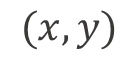 (x, y)